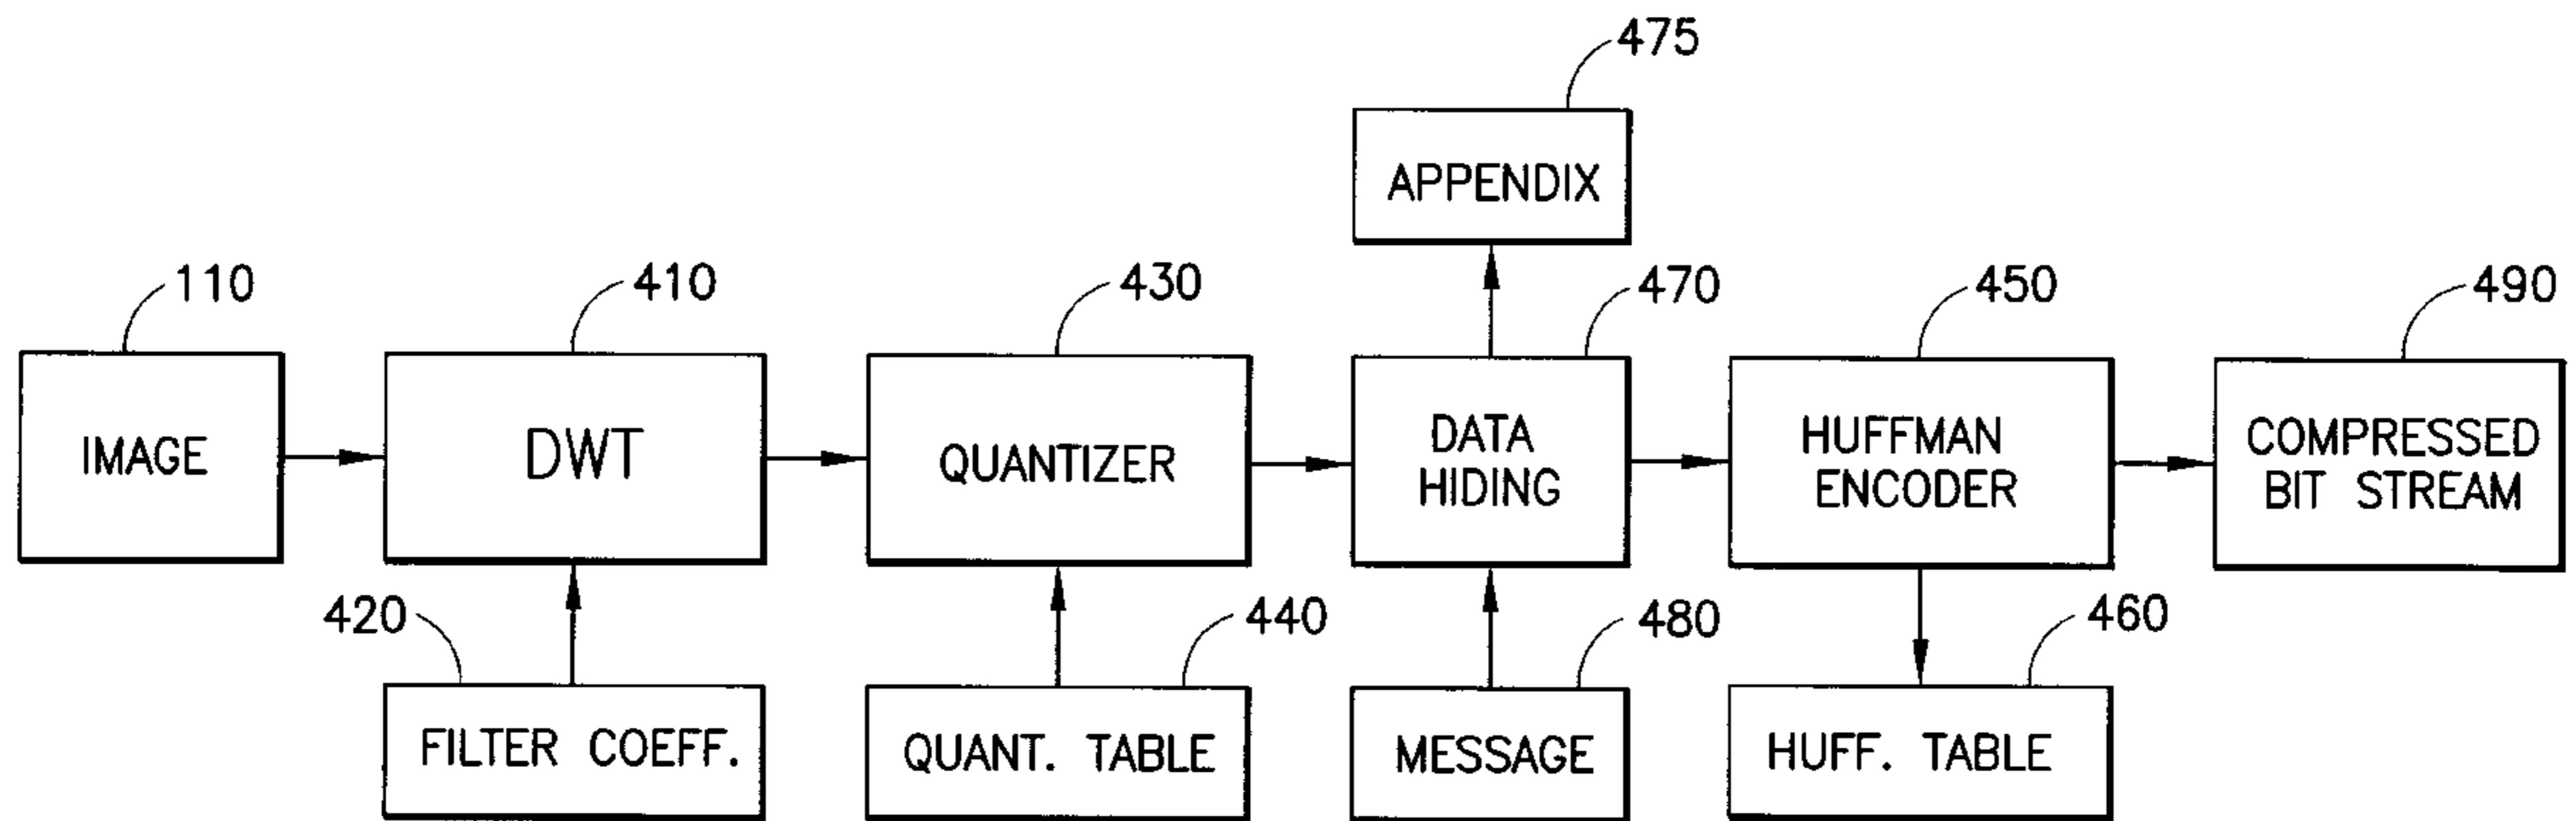 475
APPENDIX
110
410
430
470
450
490
IMAGE
DWT
QUANTIZER
DATA
HIDING
HUFFMAN
ENCODER
COMPRESSED
BIT STREAM
420
440
480
460
FILTER COEFF.
QUANT. TABLE
MESSAGE
HUFF. TABLE